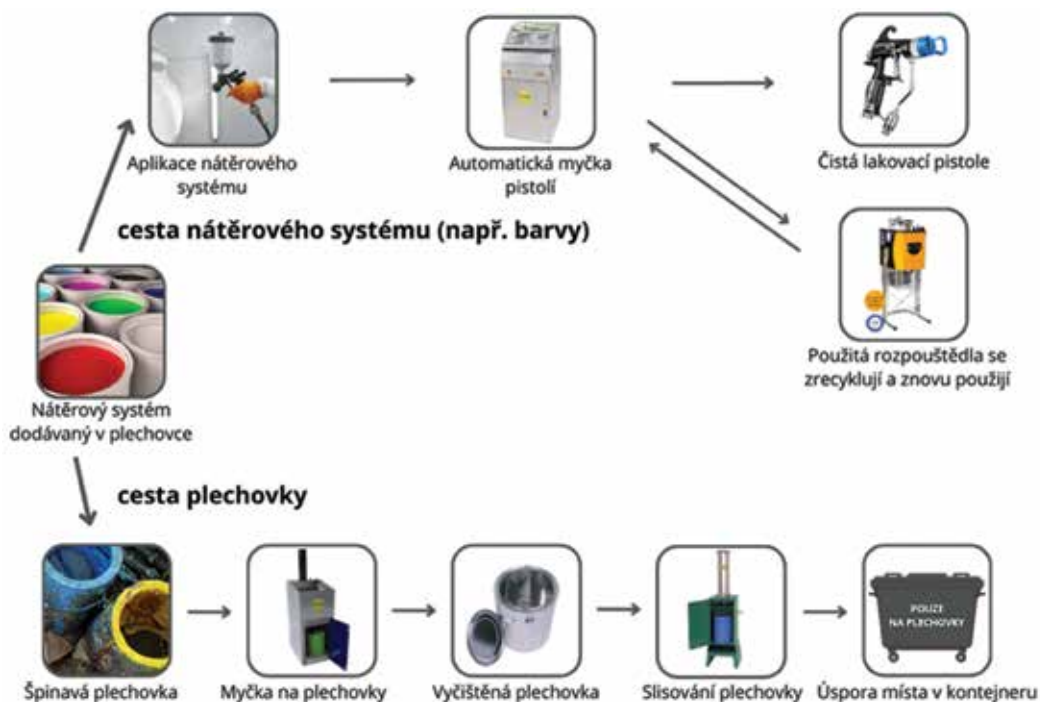 Aplikace nátěrového
systému
Automatická myčka
pistolí
Čistá lakovací pistole
cesta nátěrového systému (např. barvy)
Použitá rozpouštědla se
zrecyklují a znovu použijí
Nátěrový systém
dodávaný v plechovce
cesta plechovky
POUZE
NA PLECHOVKY
Špinavá plechovka
Myčka na plechovky
Vyčištěná plechovka
Slisování plechovky
Úspora místa v kontejneru